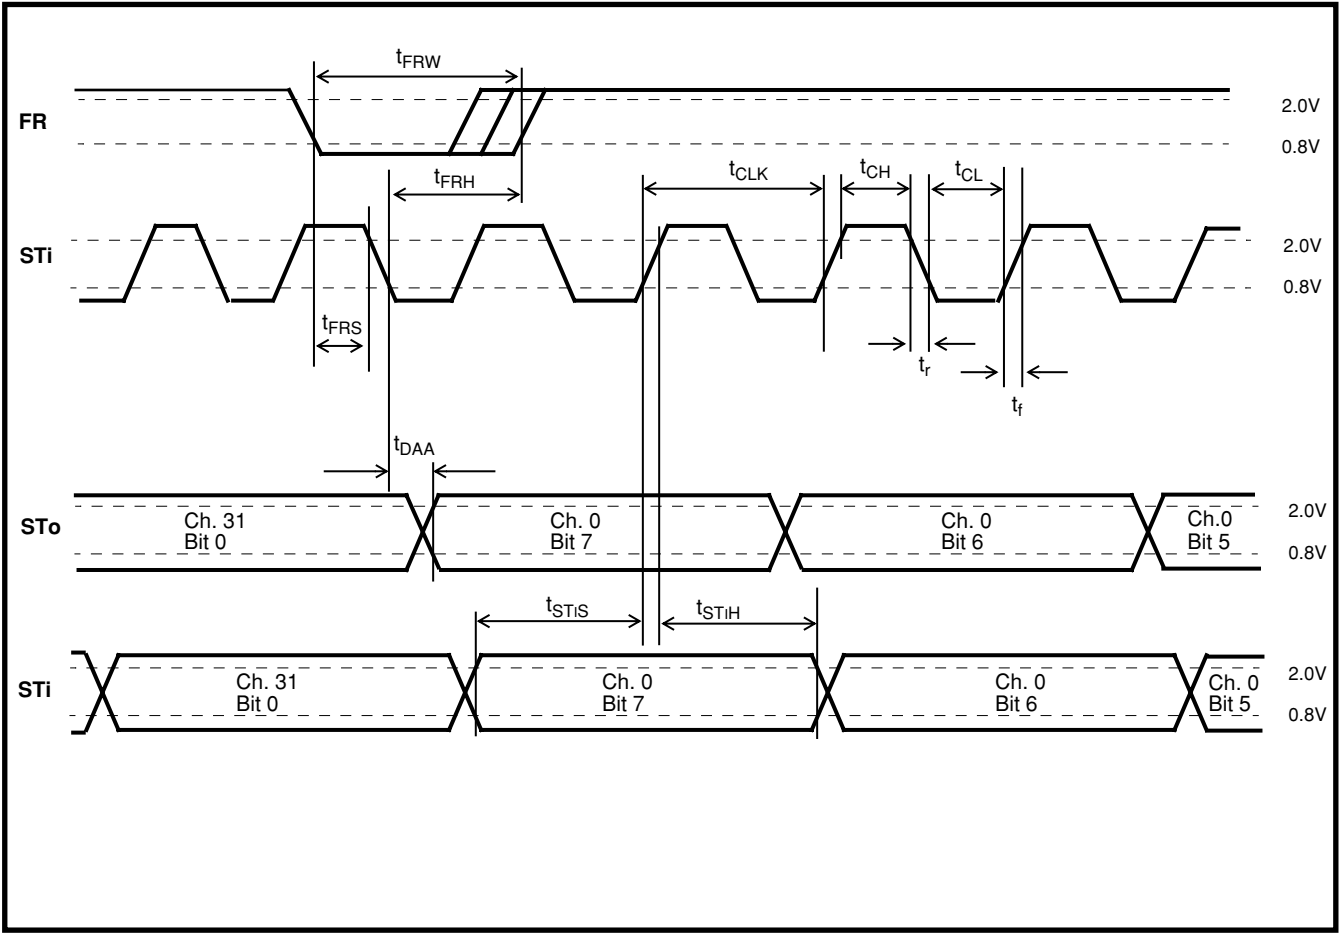 tFRW
FR
2.0V
0.8V
tFRH
tCLK
tCH
tCL
STi
2.0V
0.8V
tFRS
tr
tf
tDAA
STo
Ch. 31
Bit 0
Ch. 0
Bit 7
Ch. 0
Bit 6
Ch.0
Bit 5
2.0V
0.8V
tSTiS
tSTiH
STi
Ch. 31
Bit 0
Ch. 0
Bit 7
Ch. 0
Bit 6
Ch. 0
Bit 5
2.0V
0.8V